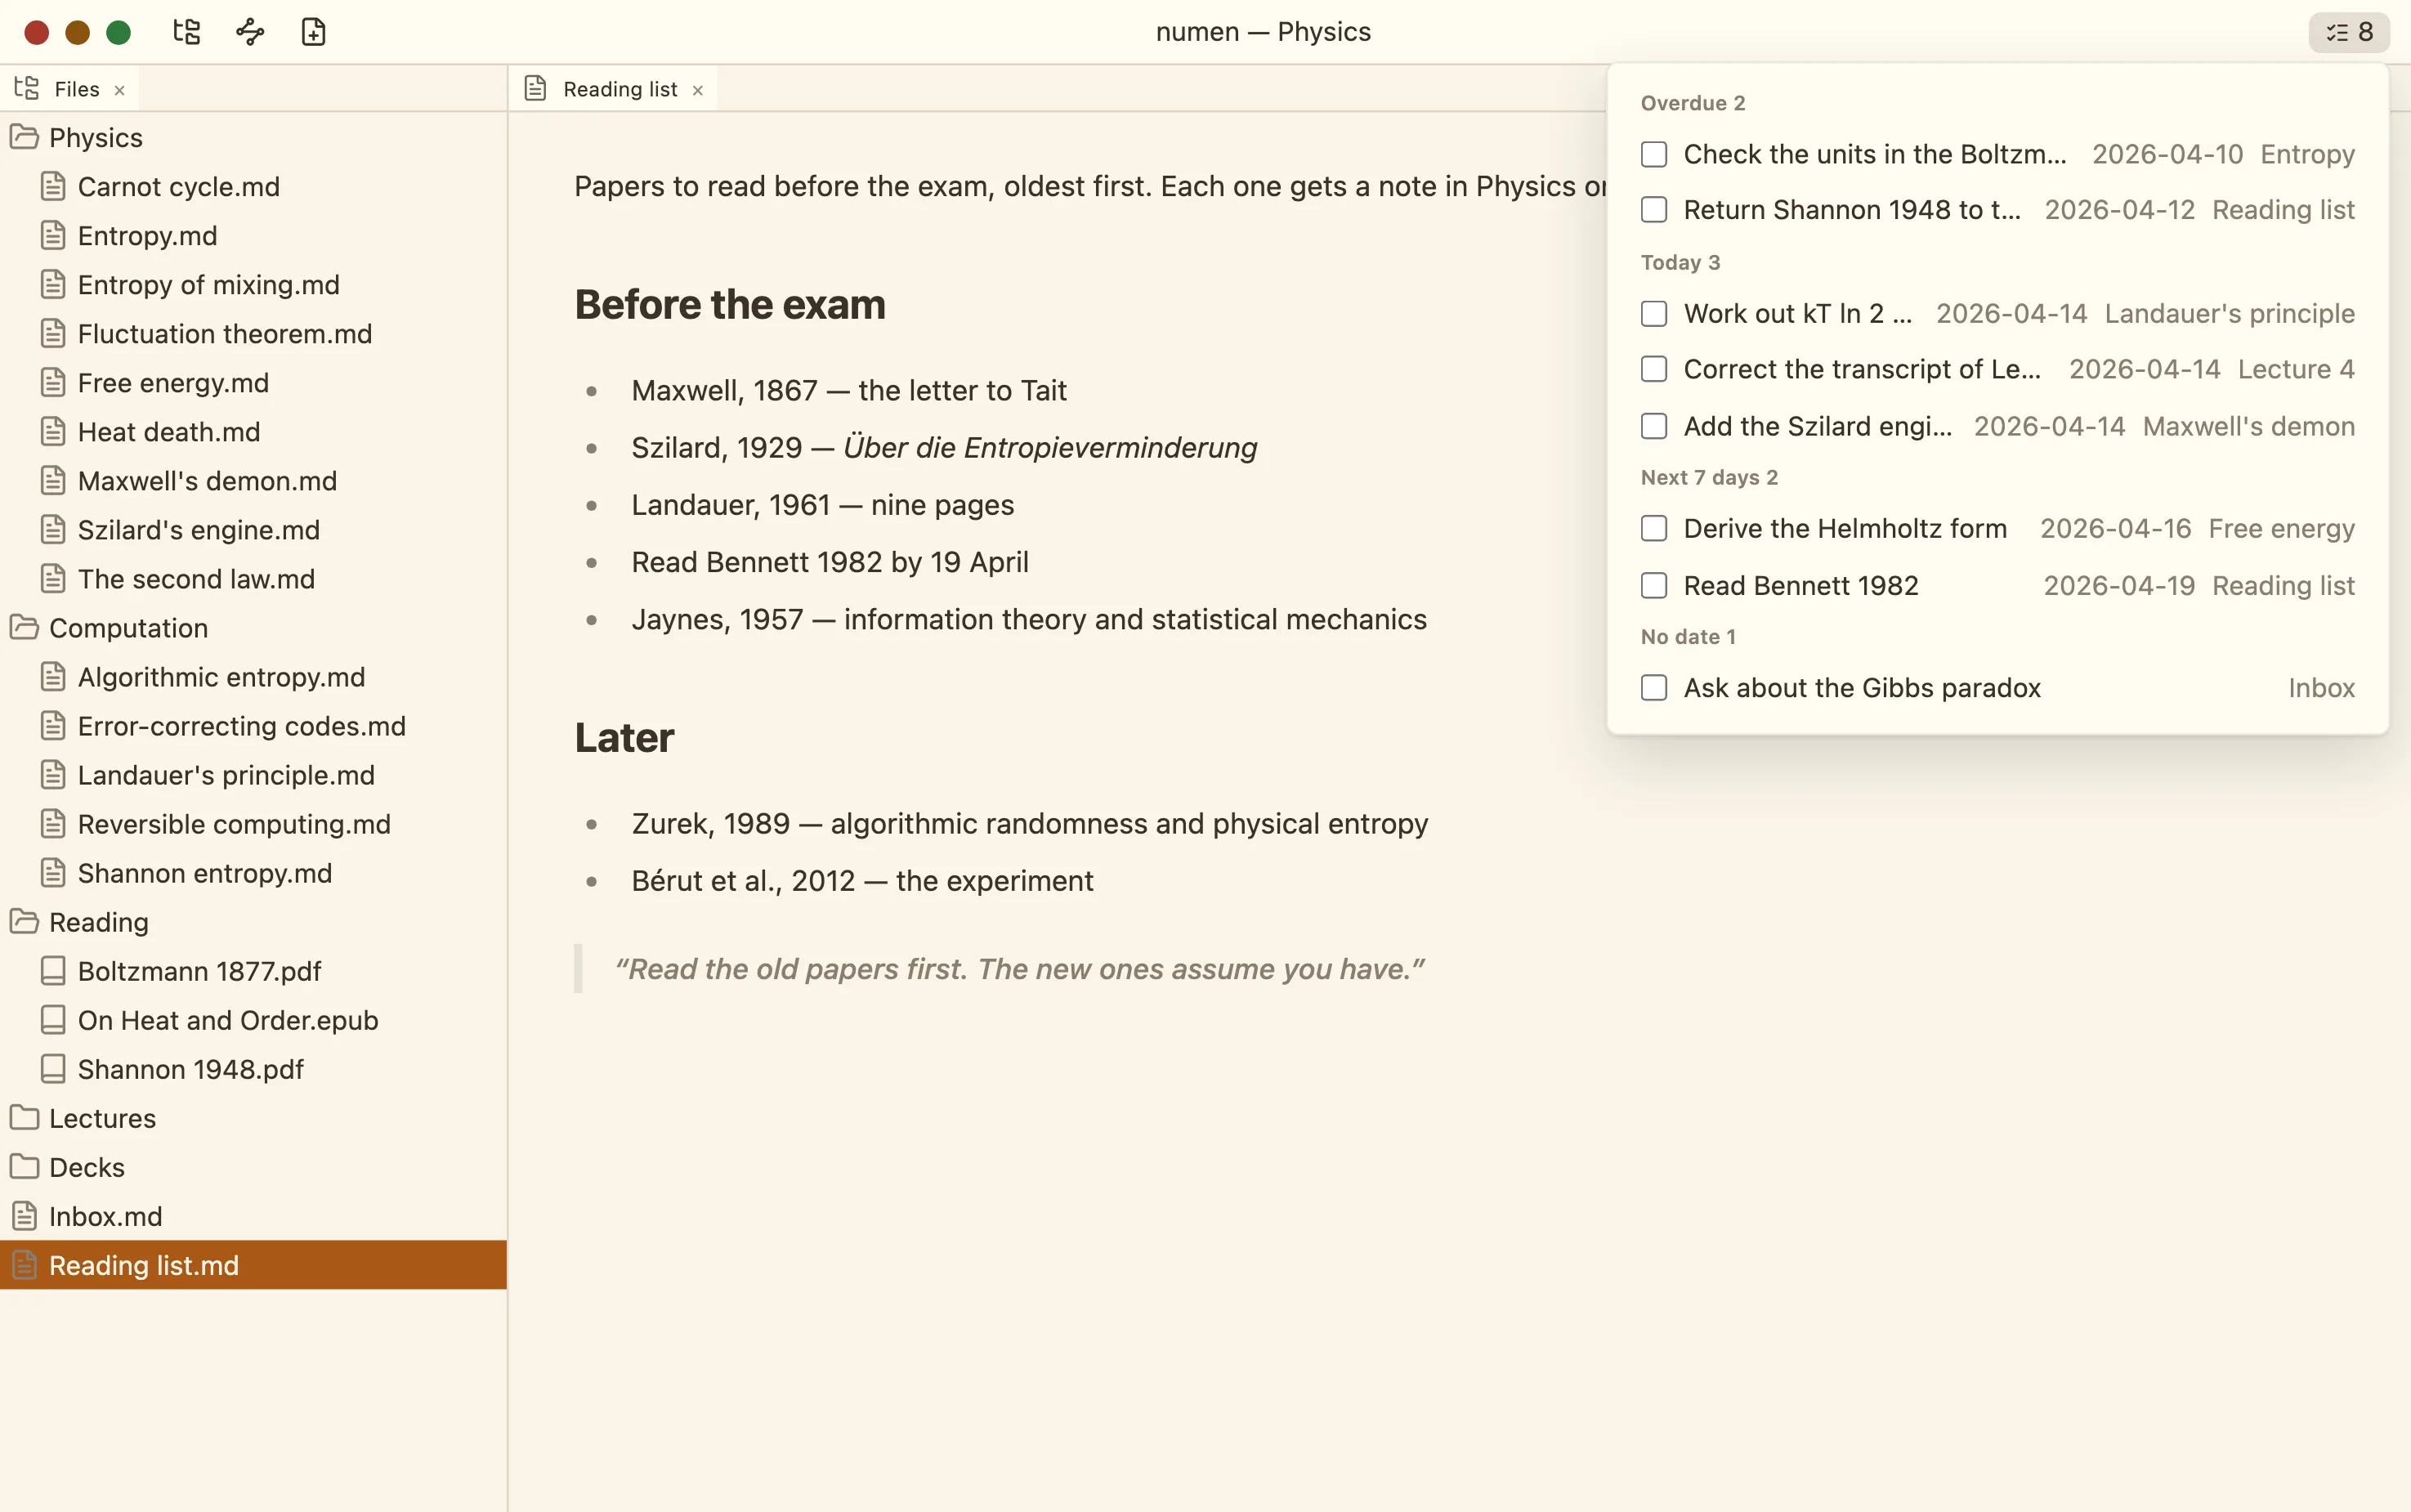 numen — Physics
8
Files ×
Physics
Carnot cycle.md
Entropy.md
Entropy of mixing.md
Fluctuation theorem.md
Free energy.md
Heat death.md
Maxwell's demon.md
Szilard's engine.md
The second law.md
Computation
Algorithmic entropy.md
Error-correcting codes.md
Landauer's principle.md
Reversible computing.md
Shannon entropy.md
Reading
Boltzmann 1877.pdf
On Heat and Order.epub
Shannon 1948.pdf
Lectures
Decks
Inbox.md
Reading list.md
Reading list ×
Papers to read before the exam, oldest first. Each one gets a note in Physics or
Before the exam
• Maxwell, 1867 — the letter to Tait
• Szilard, 1929 — Über die Entropieverminderung
• Landauer, 1961 — nine pages
• Read Bennett 1982 by 19 April
• Jaynes, 1957 — information theory and statistical mechanics
Later
• Zurek, 1989 — algorithmic randomness and physical entropy
• Bérut et al., 2012 — the experiment
“Read the old papers first. The new ones assume you have.”
Overdue 2
Check the units in the Boltzm... 2026-04-10 Entropy
Return Shannon 1948 to t... 2026-04-12 Reading list
Today 3
Work out kT ln 2 ... 2026-04-14 Landauer's principle
Correct the transcript of Le... 2026-04-14 Lecture 4
Add the Szilard engi... 2026-04-14 Maxwell's demon
Next 7 days 2
Derive the Helmholtz form 2026-04-16 Free energy
Read Bennett 1982 2026-04-19 Reading list
No date 1
Ask about the Gibbs paradox Inbox